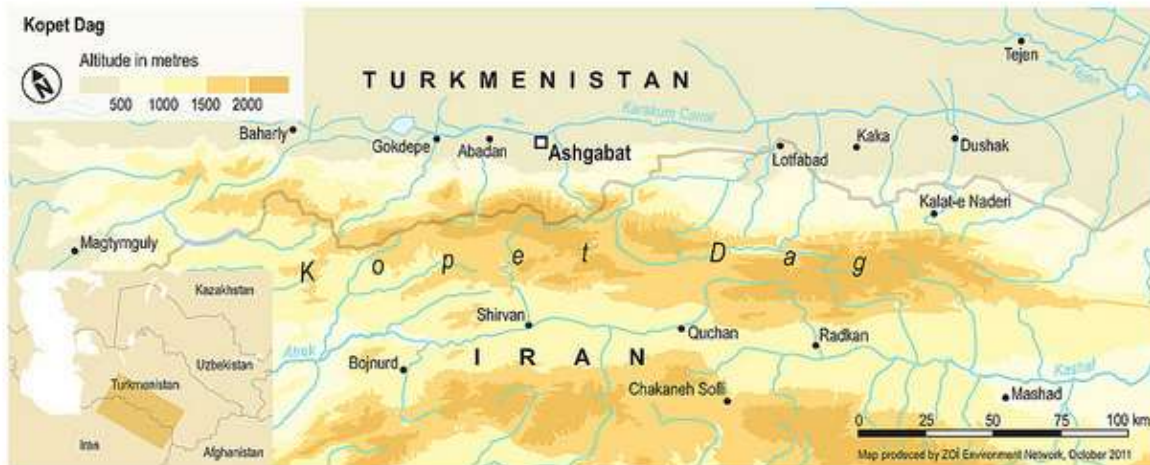 Kopet Dag
Altitude in metres
500 1000 1500 2000
N
TURKMENISTAN
Tejen
Tejen
Karakum Canal
Baharly
Gokdepe
Abadan
Ashgabat
Lotfabad
Kaka
Dushak
Kalat-e Naderi
Magtymguly
Kopet Dag
Shirvan
Quchan
Radkan
Atrek
Bojnurd
IRAN
Chakaneh Solfi
Kashaf
Mashad
Kazakhstan
Uzbekistan
Turkmenistan
Iran
Afghanistan
0 25 50 75 100 km
Map produced by ZOÏ Environment Network, October 2011